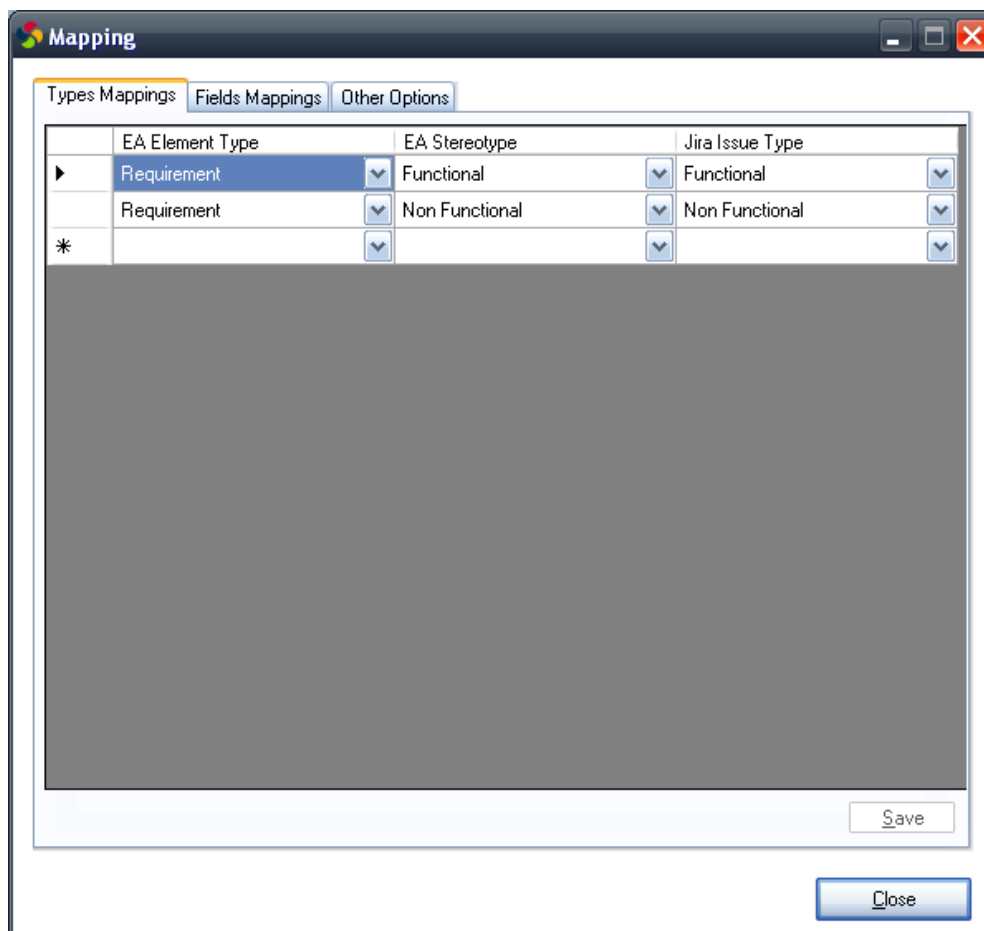 Mapping
Types Mappings Fields Mappings Other Options
EA Element Type EA Stereotype Jira Issue Type
Requirement Functional Functional
Requirement Non Functional Non Functional
Save
Close